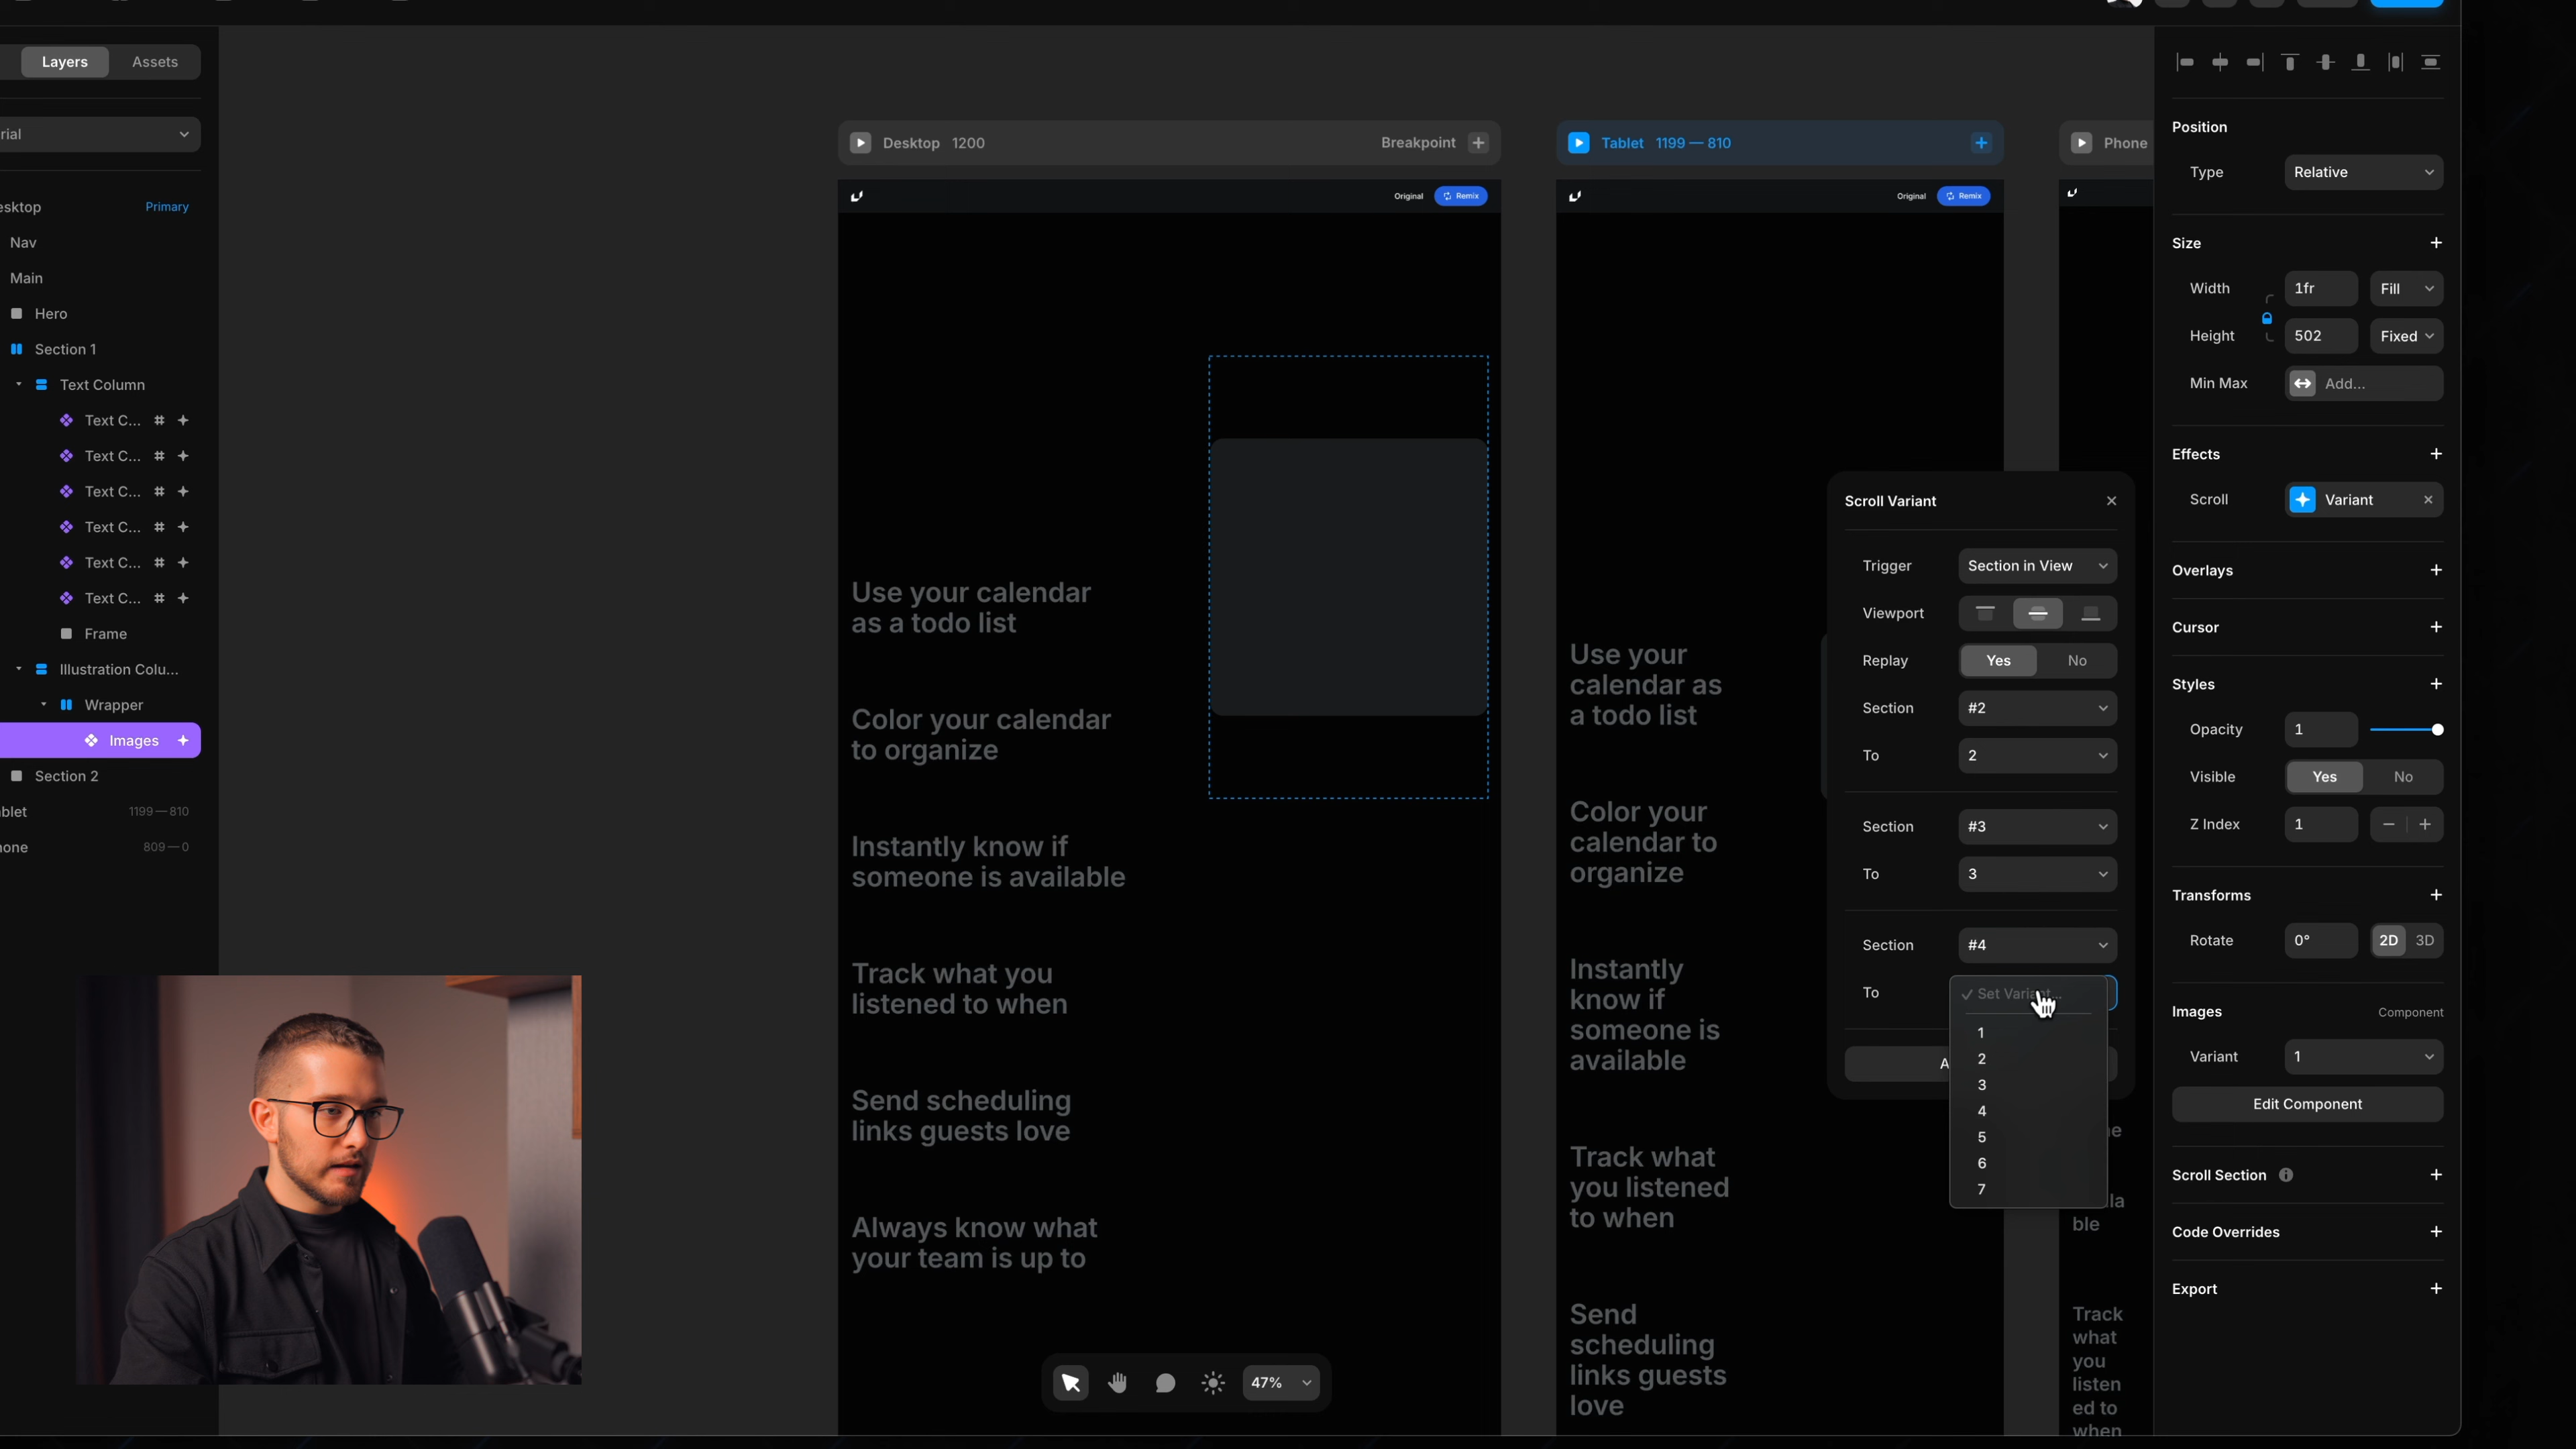 Layers
Assets
rial
esktop
Primary
Nav
Main
Hero
Section 1
Text Column
Text C...
Text C...
Text C...
Text C...
Text C...
Text C...
Frame
Illustration Colu...
Wrapper
Images
Section 2
ablet
1199 — 810
none
809 — 0
Desktop 1200
Breakpoint
Original
Remix
Use your calendar
as a todo list
Color your calendar
to organize
Instantly know if
someone is available
Track what you
listened to when
Send scheduling
links guests love
Always know what
your team is up to
47%
Tablet 1199 — 810
Original
Remix
Use your
calendar as
a todo list
Color your
calendar to
organize
Instantly
know if
someone is
available
Track what
you listened
to when
Send
scheduling
links guests
love
Phone
la
ble
Track
what
you
listen
ed to
when
Scroll Variant
Trigger
Section in View
Viewport
Replay
Yes
No
Section
#2
To
2
Section
#3
To
3
Section
#4
To
Set Variant...
1
2
3
4
5
6
7
Position
Type
Relative
Size
Width
1fr
Fill
Height
502
Fixed
Min Max
Add...
Effects
Scroll
Variant
Overlays
Cursor
Styles
Opacity
1
Visible
Yes
No
Z Index
1
Transforms
Rotate
0°
2D
3D
Images
Component
Variant
1
Edit Component
Scroll Section
Code Overrides
Export